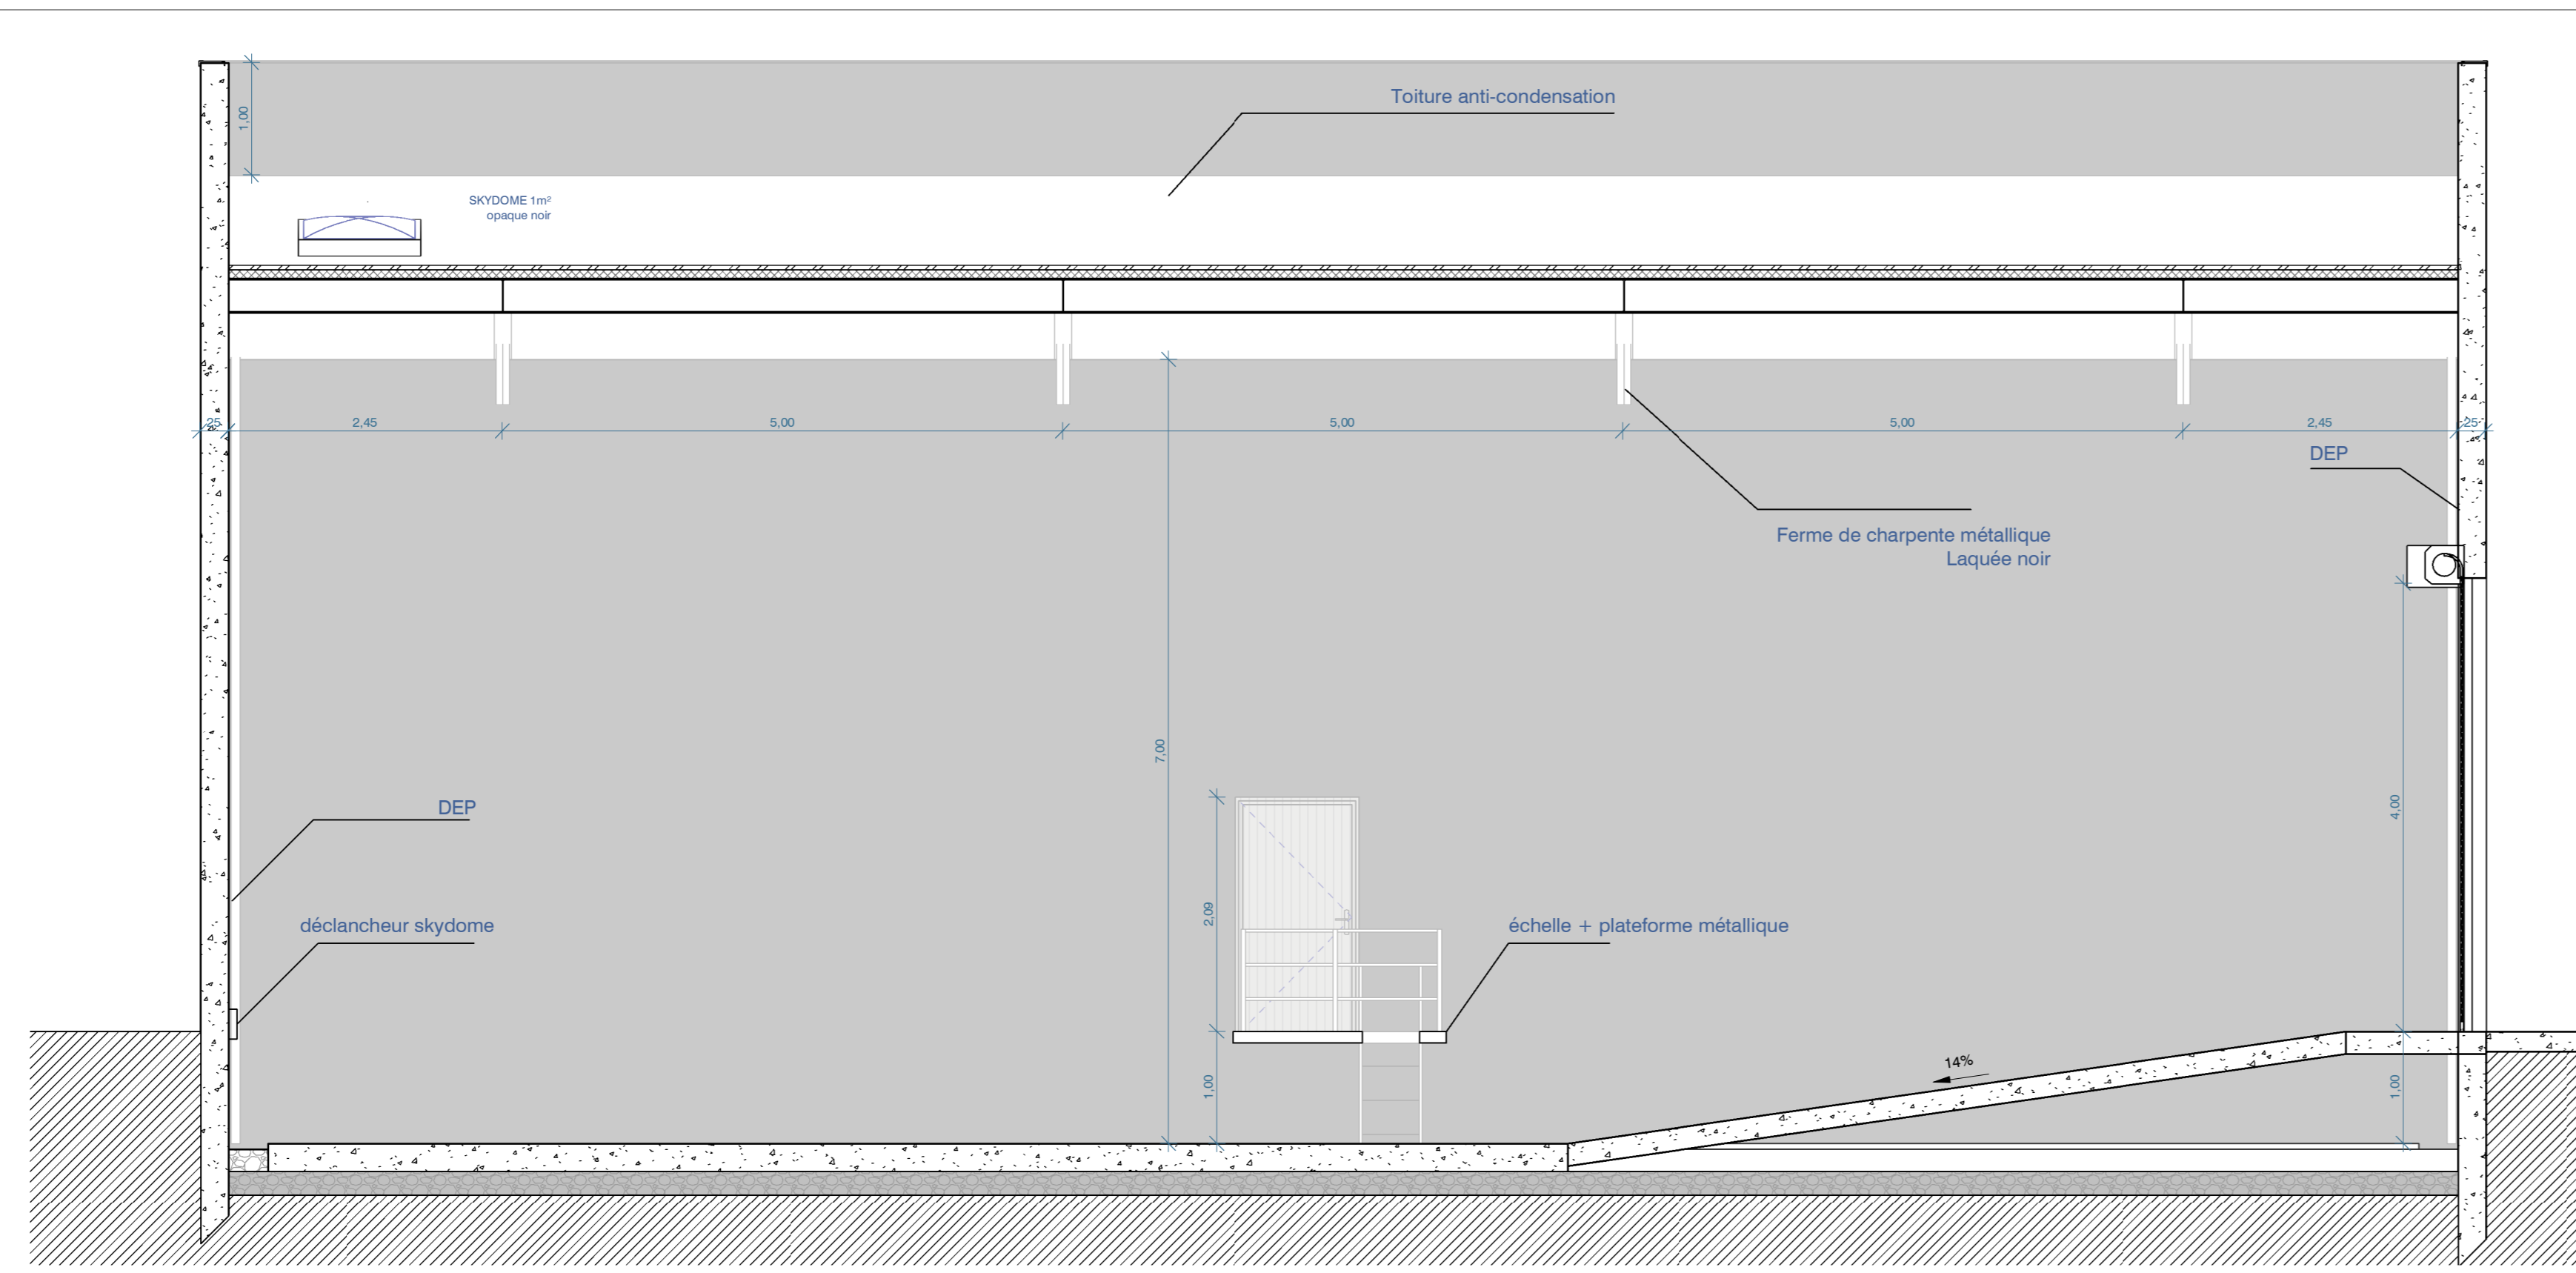 1,00
Toiture anti-condensation
SKYDOME 1m²
opaque noir
25
2,45
5,00
5,00
5,00
2,45
25
DEP
Ferme de charpente métallique
Laquée noir
7,00
4,00
DEP
2,09
déclancheur skydome
échelle + plateforme métallique
14%
1,00
1,00